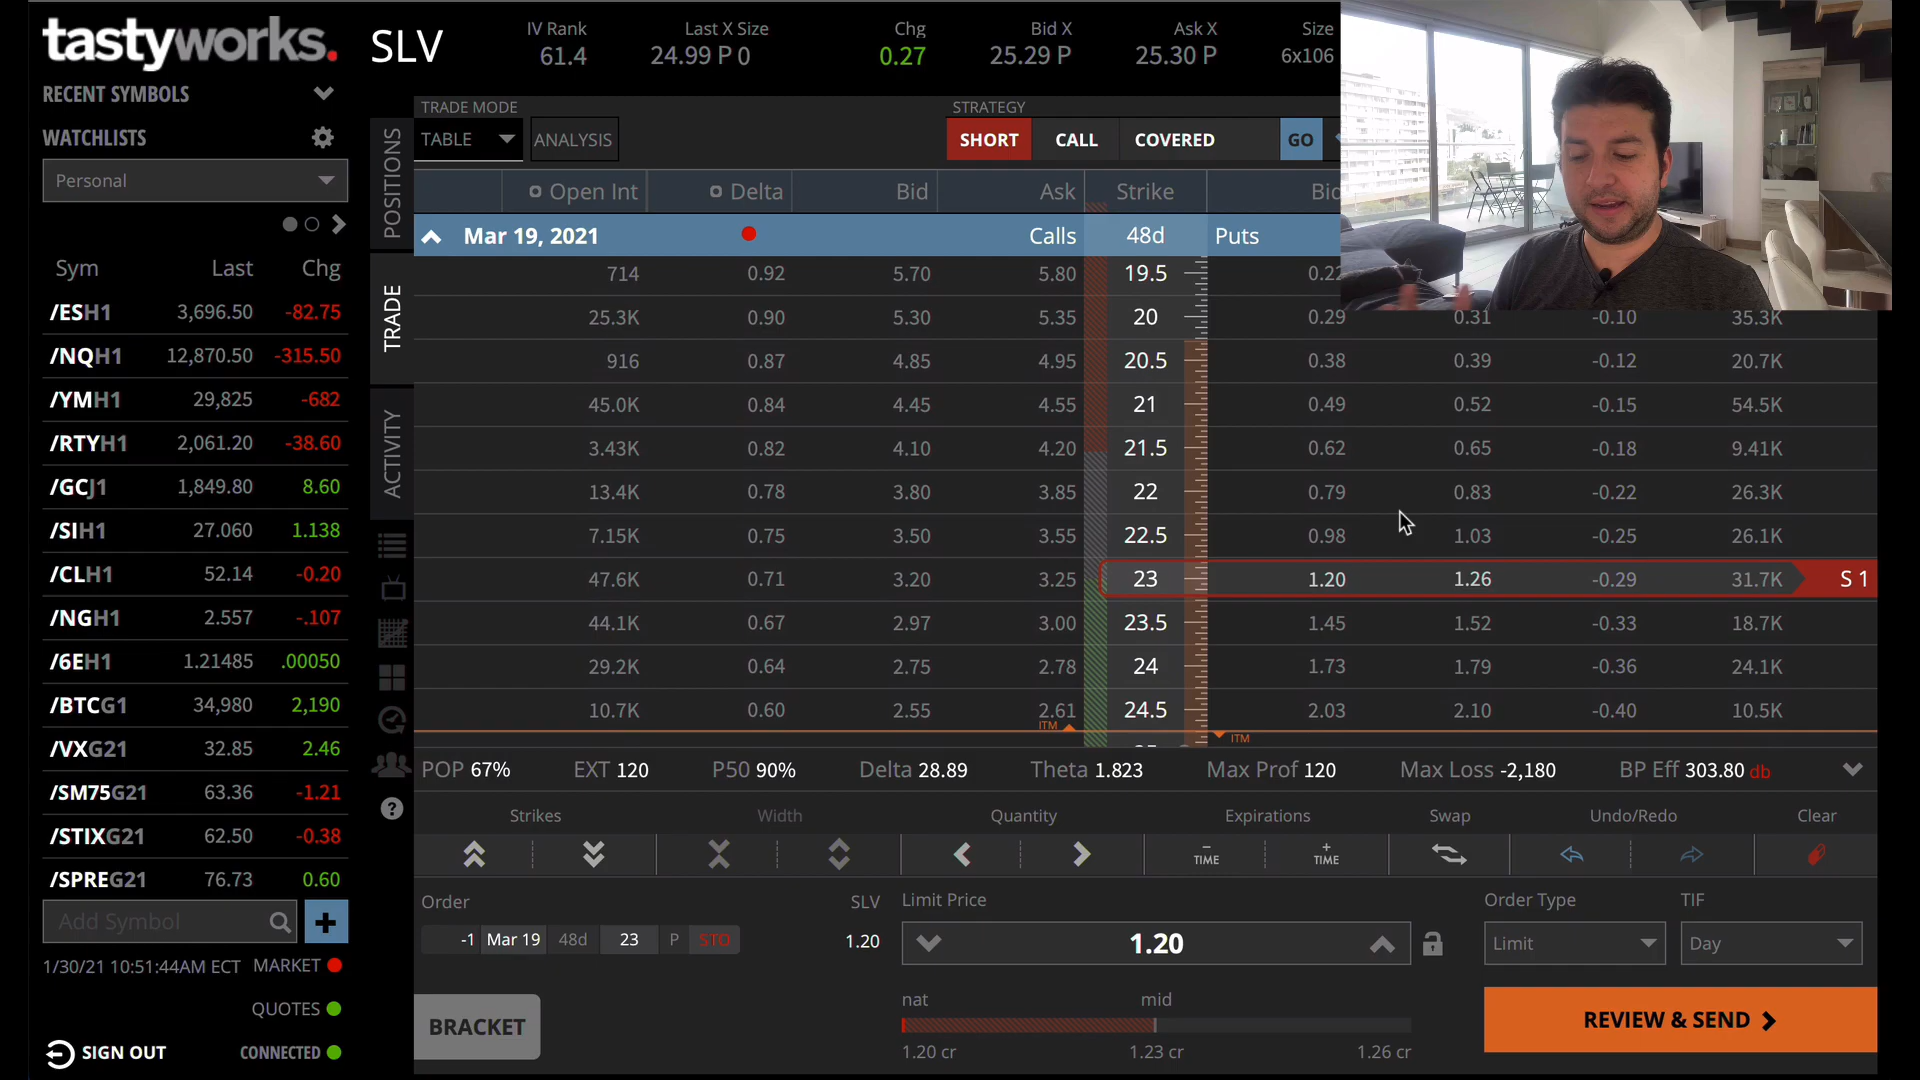 tastyworks.
RECENT SYMBOLS
WATCHLISTS
Personal
Sym Last Chg
/ESH1 3,696.50 -82.75
/NQH1 12,870.50 -315.50
/YMH1 29,825 -682
/RTYH1 2,061.20 -38.60
/GCJ1 1,849.80 8.60
/SIH1 27.060 1.138
/CLH1 52.14 -0.20
/NGH1 2.557 -.107
/6EH1 1.21485 .00050
/BTCG1 34,980 2,190
/VXG21 32.85 2.46
/SM75G21 63.36 -1.21
/STIXG21 62.50 -0.38
/SPREG21 76.73 0.60
Add Symbol +
1/30/21 10:51:44AM ECT MARKET
QUOTES
SIGN OUT CONNECTED
POSITIONS
TRADE
ACTIVITY
?
SLV
IV Rank Last X Size Chg Bid X Ask X Size
61.4 24.99 P 0 0.27 25.29 P 25.30 P 6x106
TRADE MODE STRATEGY
TABLE ANALYSIS SHORT CALL COVERED GO
Open Int Delta Bid Ask Strike
Mar 19, 2021 Calls 48d Puts
714 0.92 5.70 5.80 19.5
25.3K 0.90 5.30 5.35 20 0.29 0.31 -0.10 35.3K
916 0.87 4.85 4.95 20.5 0.38 0.39 -0.12 20.7K
45.0K 0.84 4.45 4.55 21 0.49 0.52 -0.15 54.5K
3.43K 0.82 4.10 4.20 21.5 0.62 0.65 -0.18 9.41K
13.4K 0.78 3.80 3.85 22 0.79 0.83 -0.22 26.3K
7.15K 0.75 3.50 3.55 22.5 0.98 1.03 -0.25 26.1K
47.6K 0.71 3.20 3.25 23 1.20 1.26 -0.29 31.7K S 1
44.1K 0.67 2.97 3.00 23.5 1.45 1.52 -0.33 18.7K
29.2K 0.64 2.75 2.78 24 1.73 1.79 -0.36 24.1K
10.7K 0.60 2.55 2.61 24.5 2.03 2.10 -0.40 10.5K
ITM ITM
POP 67% EXT 120 P50 90% Delta 28.89 Theta 1.823 Max Prof 120 Max Loss -2,180 BP Eff 303.80 db
Strikes Width Quantity Expirations Swap Undo/Redo Clear
− TIME + TIME
Order SLV Limit Price Order Type TIF
-1 Mar 19 48d 23 P STO 1.20 1.20 Limit Day
nat mid
1.20 cr 1.23 cr 1.26 cr
BRACKET
REVIEW & SEND